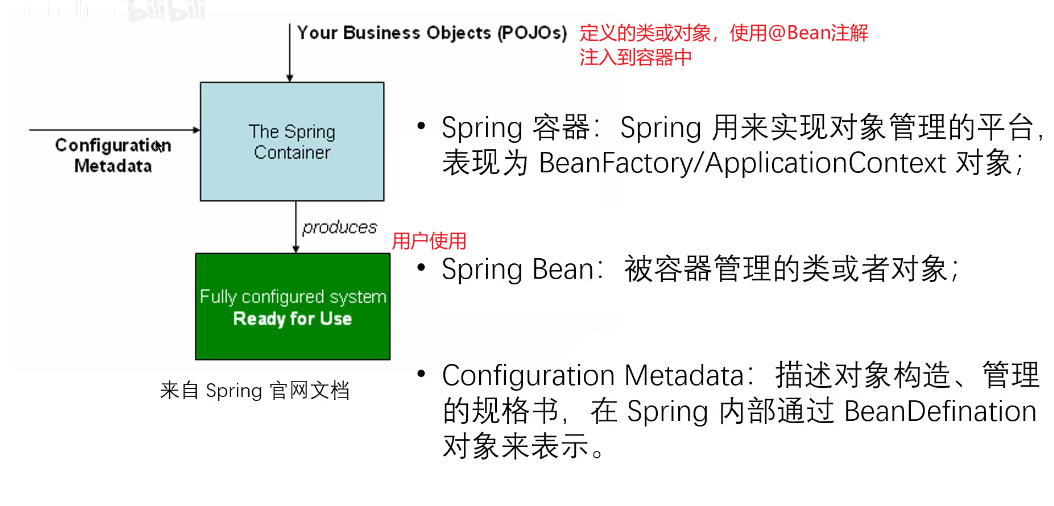 bilibili
Your Business Objects (POJOs)
定义的类或对象，使用@Bean注解
注入到容器中
The Spring
Container
Configuration
Metadata
produces
用户使用
Fully configured system
Ready for Use
来自 Spring 官网文档
• Spring 容器：Spring 用来实现对象管理的平台，
表现为 BeanFactory/ApplicationContext 对象；
• Spring Bean：被容器管理的类或者对象；
• Configuration Metadata：描述对象构造、管理
的规格书，在 Spring 内部通过 BeanDefination
对象来表示。